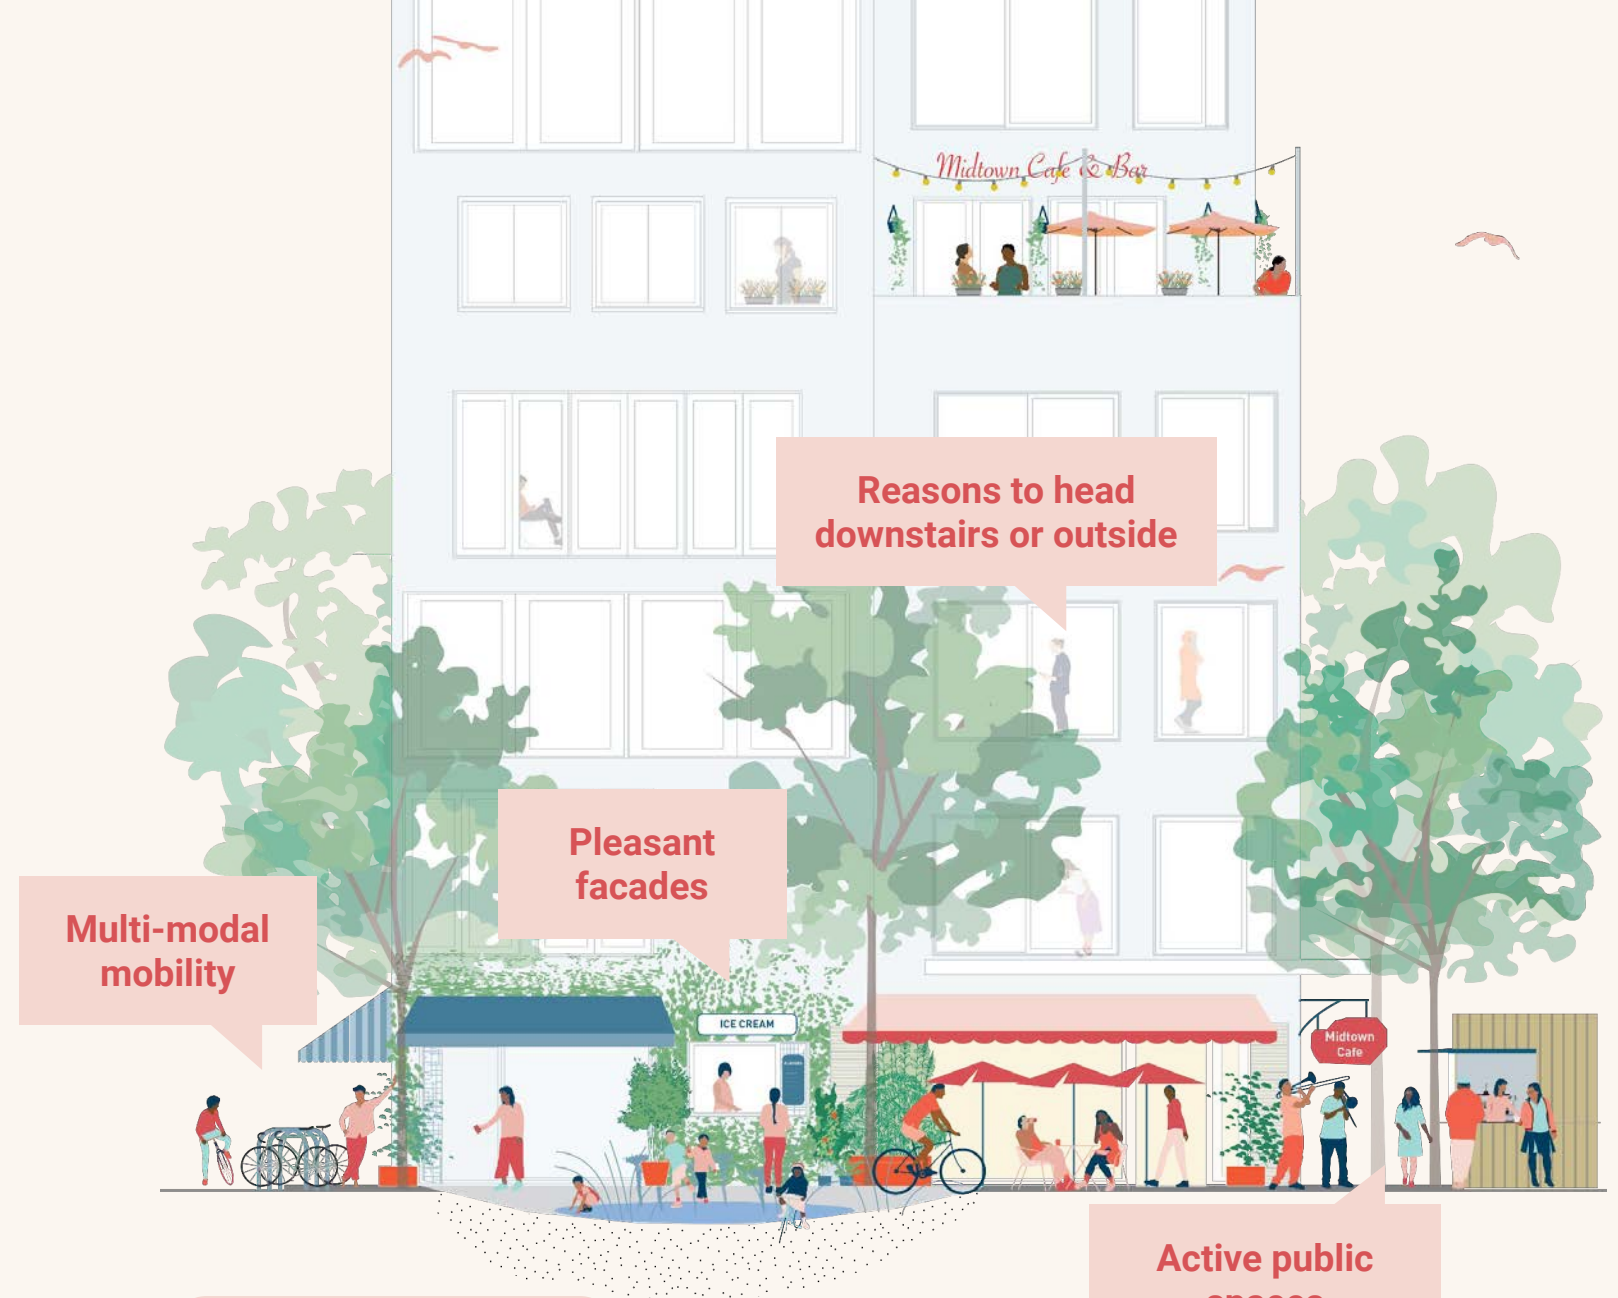 Midtown Cafe & Bar
Reasons to head
downstairs or outside
Pleasant
facades
Multi-modal
mobility
ICE CREAM
Midtown
Cafe
Active public